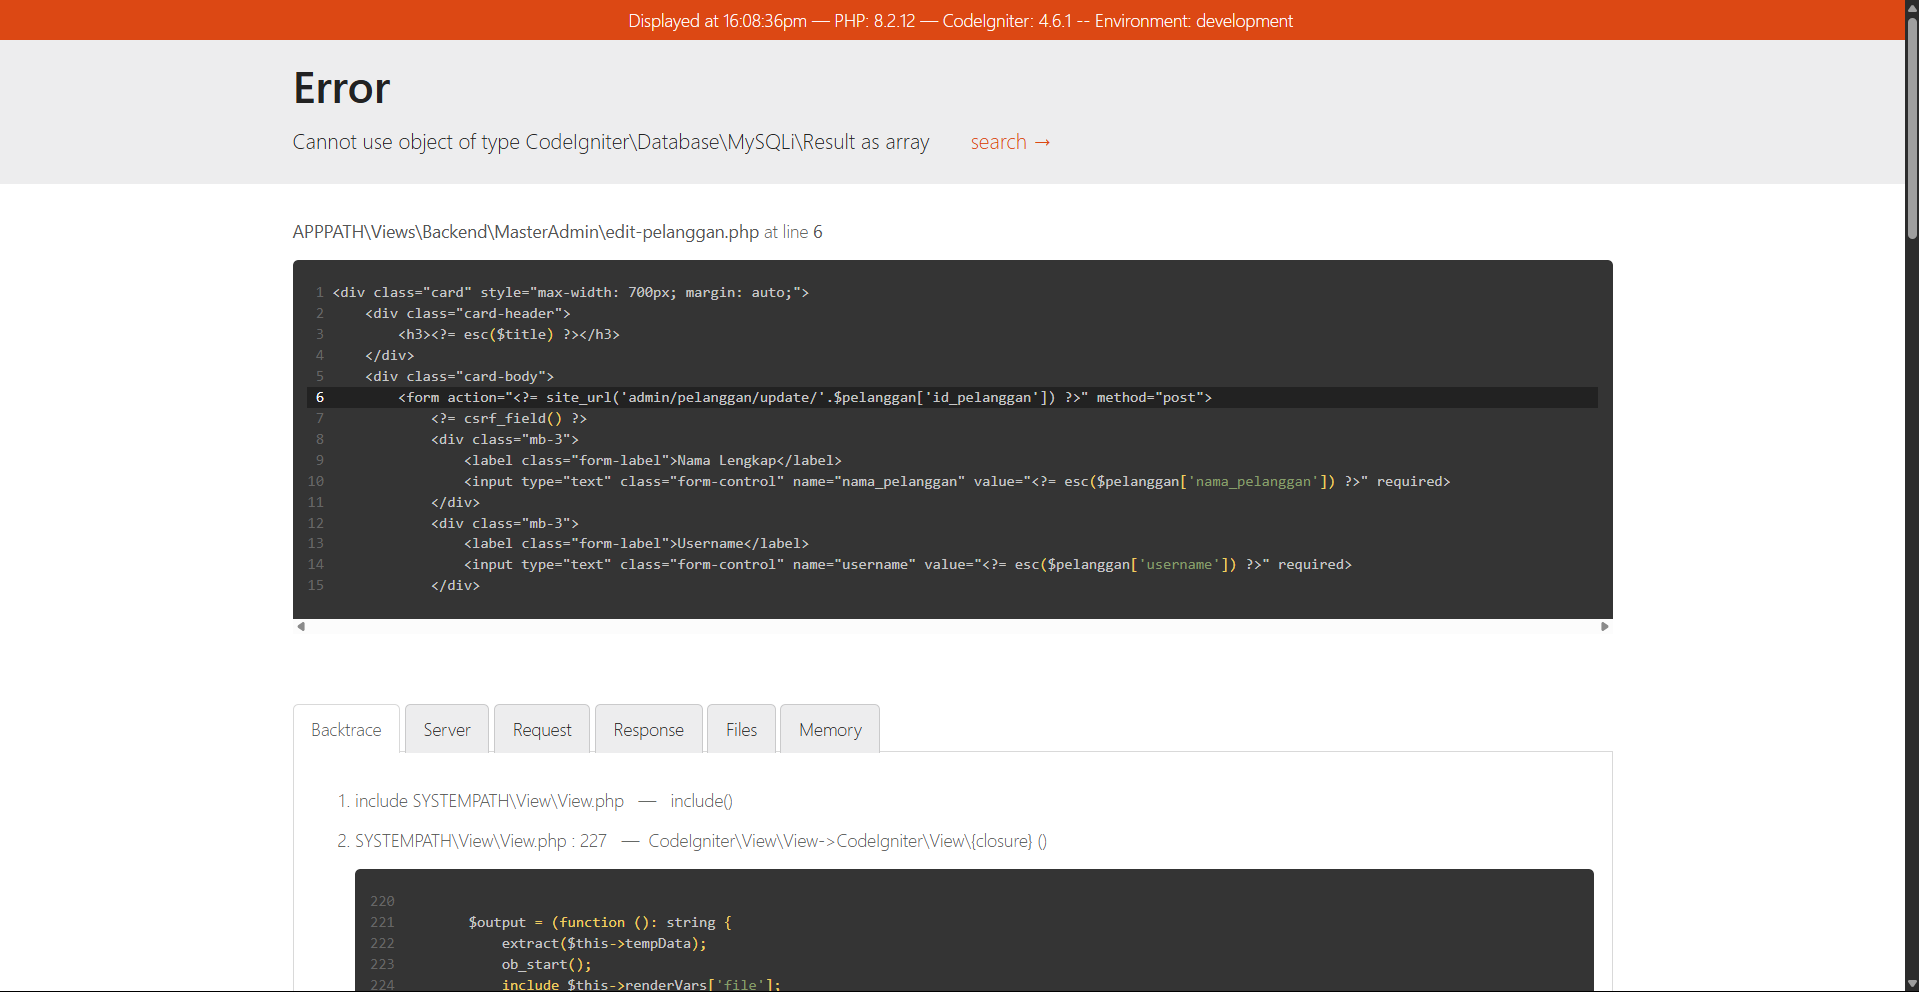 Displayed at 16:08:36pm — PHP: 8.2.12 — CodeIgniter: 4.6.1 -- Environment: development
Error
Cannot use object of type CodeIgniter\Database\MySQLi\Result as array search →
APPPATH\Views\Backend\MasterAdmin\edit-pelanggan.php at line 6
1 <div class="card" style="max-width: 700px; margin: auto;">
2 <div class="card-header">
3 <h3><?= esc($title) ?></h3>
4 </div>
5 <div class="card-body">
6 <form action="<?= site_url('admin/pelanggan/update/'.$pelanggan['id_pelanggan']) ?>" method="post">
7 <?= csrf_field() ?>
8 <div class="mb-3">
9 <label class="form-label">Nama Lengkap</label>
10 <input type="text" class="form-control" name="nama_pelanggan" value="<?= esc($pelanggan['nama_pelanggan']) ?>" required>
11 </div>
12 <div class="mb-3">
13 <label class="form-label">Username</label>
14 <input type="text" class="form-control" name="username" value="<?= esc($pelanggan['username']) ?>" required>
15 </div>
Backtrace Server Request Response Files Memory
1. include SYSTEMPATH\View\View.php — include()
2. SYSTEMPATH\View\View.php : 227 — CodeIgniter\View\View->CodeIgniter\View\{closure} ()
220
221 $output = (function (): string {
222 extract($this->tempData);
223 ob_start();
224 include $this->renderVars['file'];